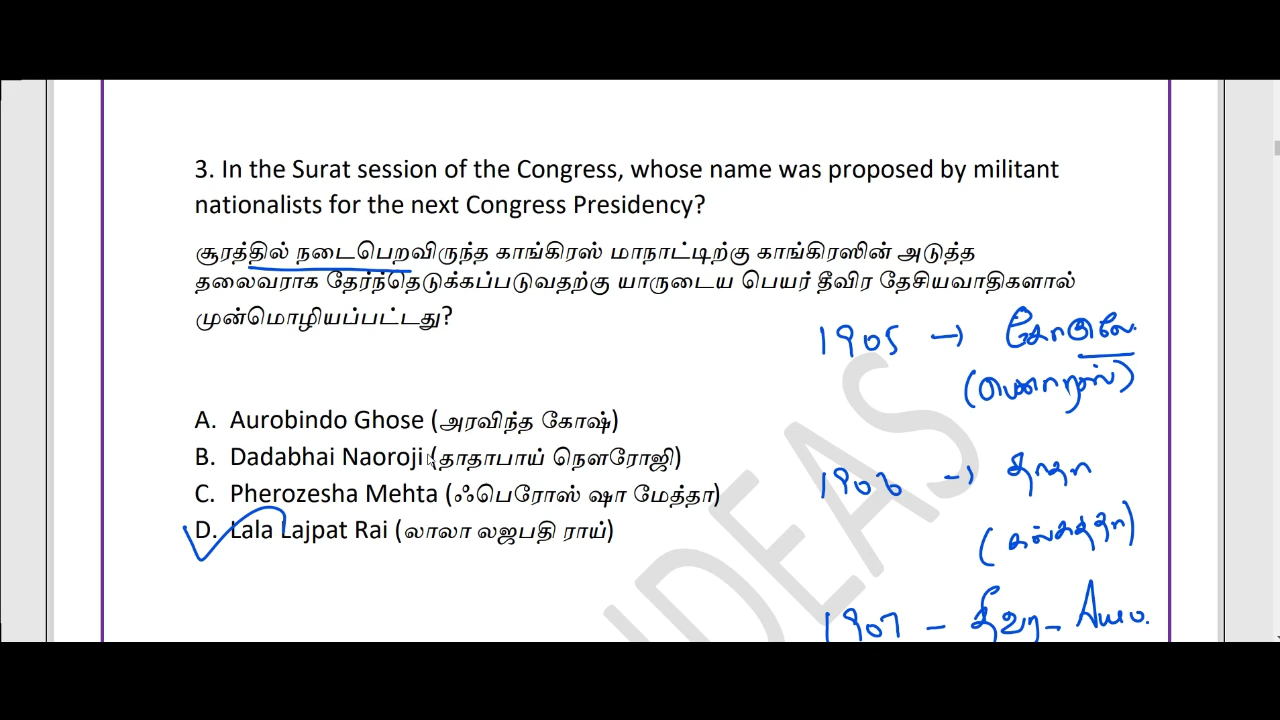 3. In the Surat session of the Congress, whose name was proposed by militant
nationalists for the next Congress Presidency?
சூரத்தில் நடைபெறவிருந்த காங்கிரஸ் மாநாட்டிற்கு காங்கிரஸின் அடுத்த
தலைவராக தேர்ந்தெடுக்கப்படுவதற்கு யாருடைய பெயர் தீவிர தேசியவாதிகளால்
முன்மொழியப்பட்டது?
1905 → கோகலே
(பெனாரஸ்)
A. Aurobindo Ghose (அரவிந்த கோஷ்)
B. Dadabhai Naoroji (தாதாபாய் நௌரோஜி)
C. Pherozesha Mehta (ஃபெரோஸ் ஷா மேத்தா)
D. Lala Lajpat Rai (லாலா லஜபதி ராய்)
1906 → தாதா
(கல்கத்தா)
1907 – தீவிர –
IDEAS